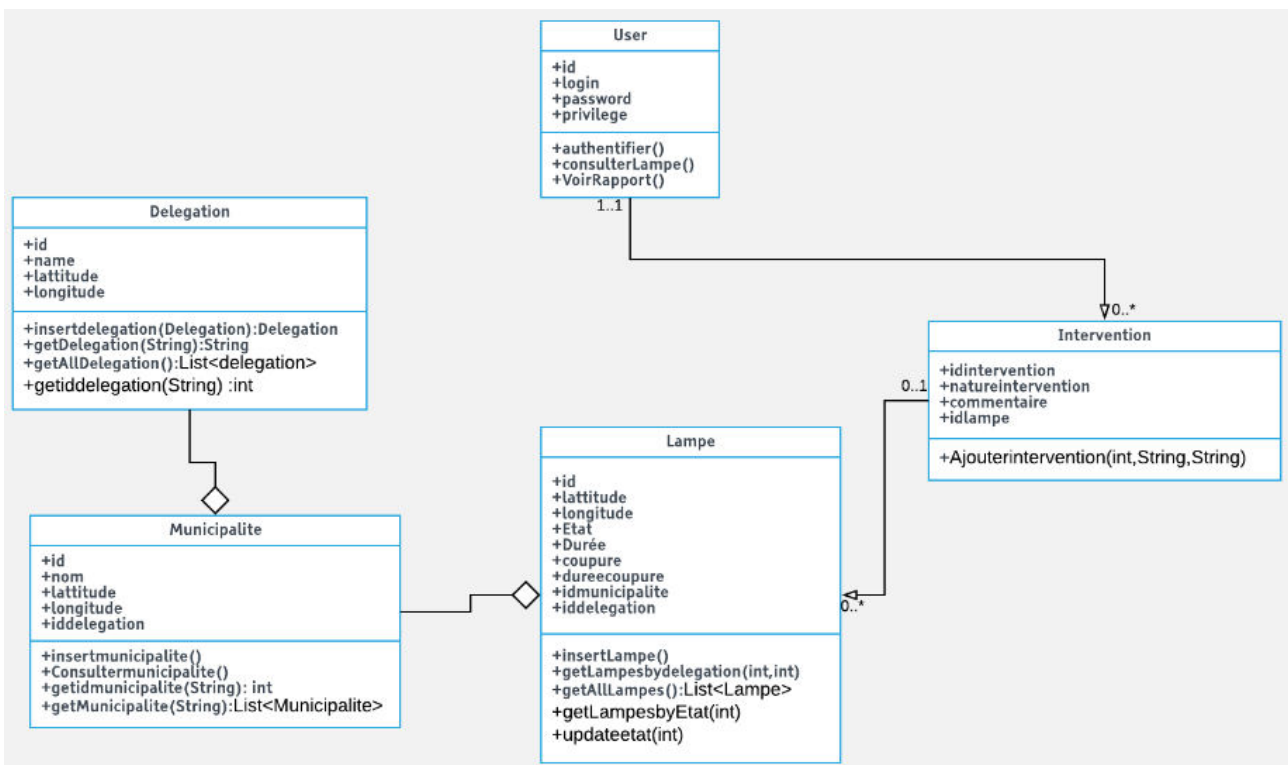 User
+id
+login
+password
+privilege
+authentifier()
+consulterLampe()
+VoirRapport()
1..1
Delegation
+id
+name
+lattitude
+longitude
+insertdelegation(Delegation):Delegation
+getDelegation(String):String
+getAllDelegation():List<delegation>
+getiddelegation(String) :int
0..*
Intervention
+idintervention
+natureintervention
+commentaire
+idlampe
+Ajouterintervention(int,String,String)
0..1
Lampe
+id
+lattitude
+longitude
+Etat
+Durée
+coupure
+dureecoupure
+idmunicipalite
+iddelegation
+insertLampe()
+getLampesbydelegation(int,int)
+getAllLampes():List<Lampe>
+getLampesbyEtat(int)
+updateetat(int)
0..*
Municipalite
+id
+nom
+lattitude
+longitude
+iddelegation
+insertmunicipalite()
+Consultermunicipalite()
+getidmunicipalite(String): int
+getMunicipalite(String):List<Municipalite>